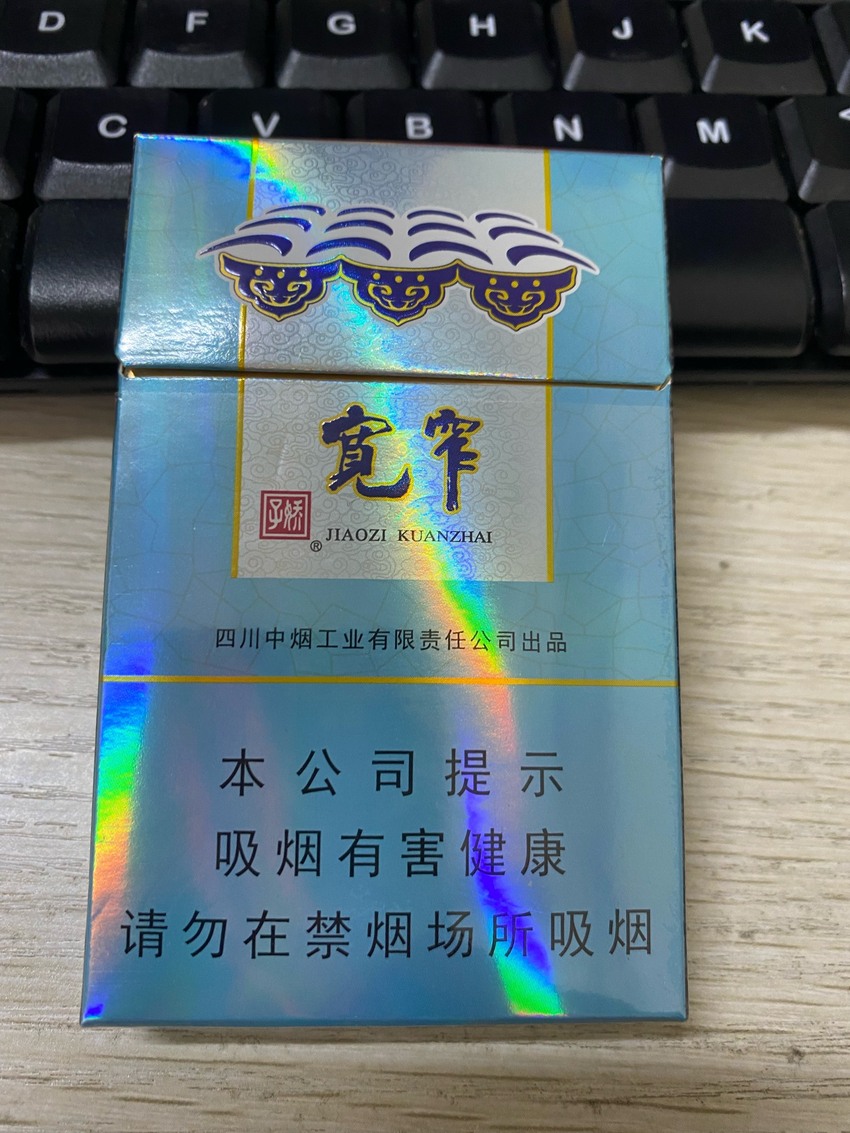 D F G H J K
C V B N M <
宽窄
娇子
® JIAOZI KUANZHAI
四川中烟工业有限责任公司出品
本公司提示
吸烟有害健康
请勿在禁烟场所吸烟